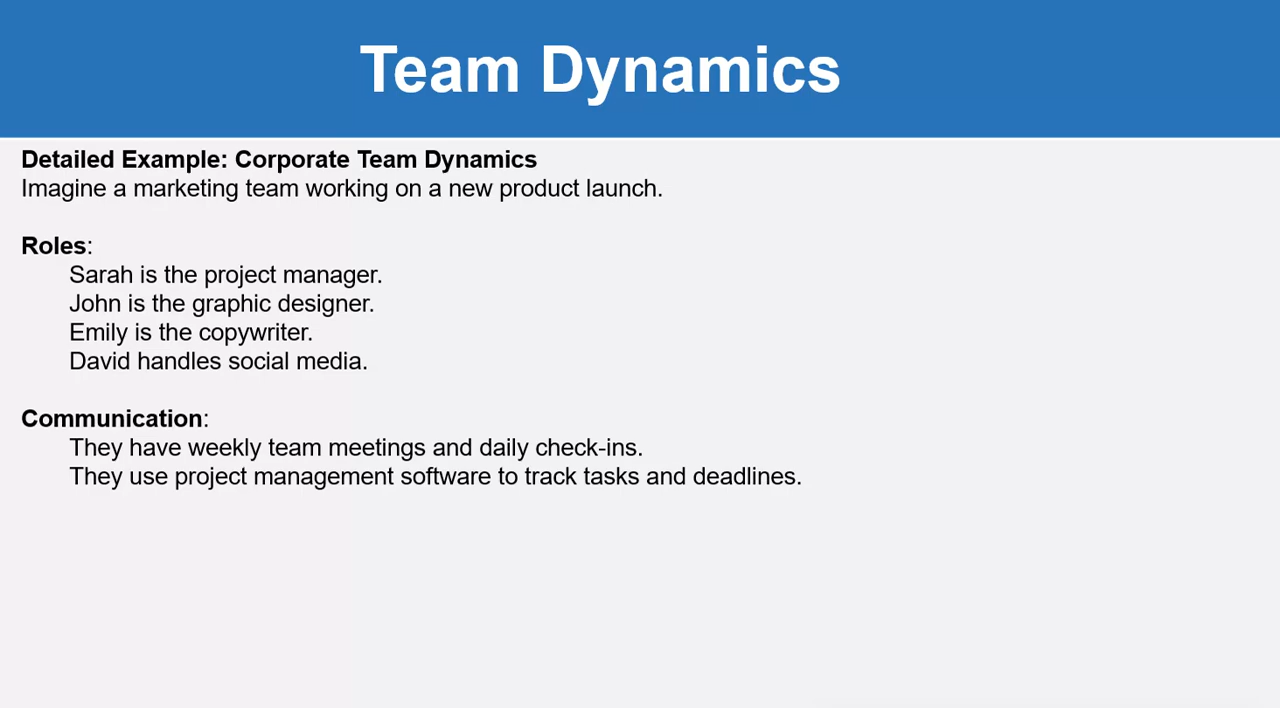 Team Dynamics
Detailed Example: Corporate Team Dynamics
Imagine a marketing team working on a new product launch.
Roles:
Sarah is the project manager.
John is the graphic designer.
Emily is the copywriter.
David handles social media.
Communication:
They have weekly team meetings and daily check-ins.
They use project management software to track tasks and deadlines.